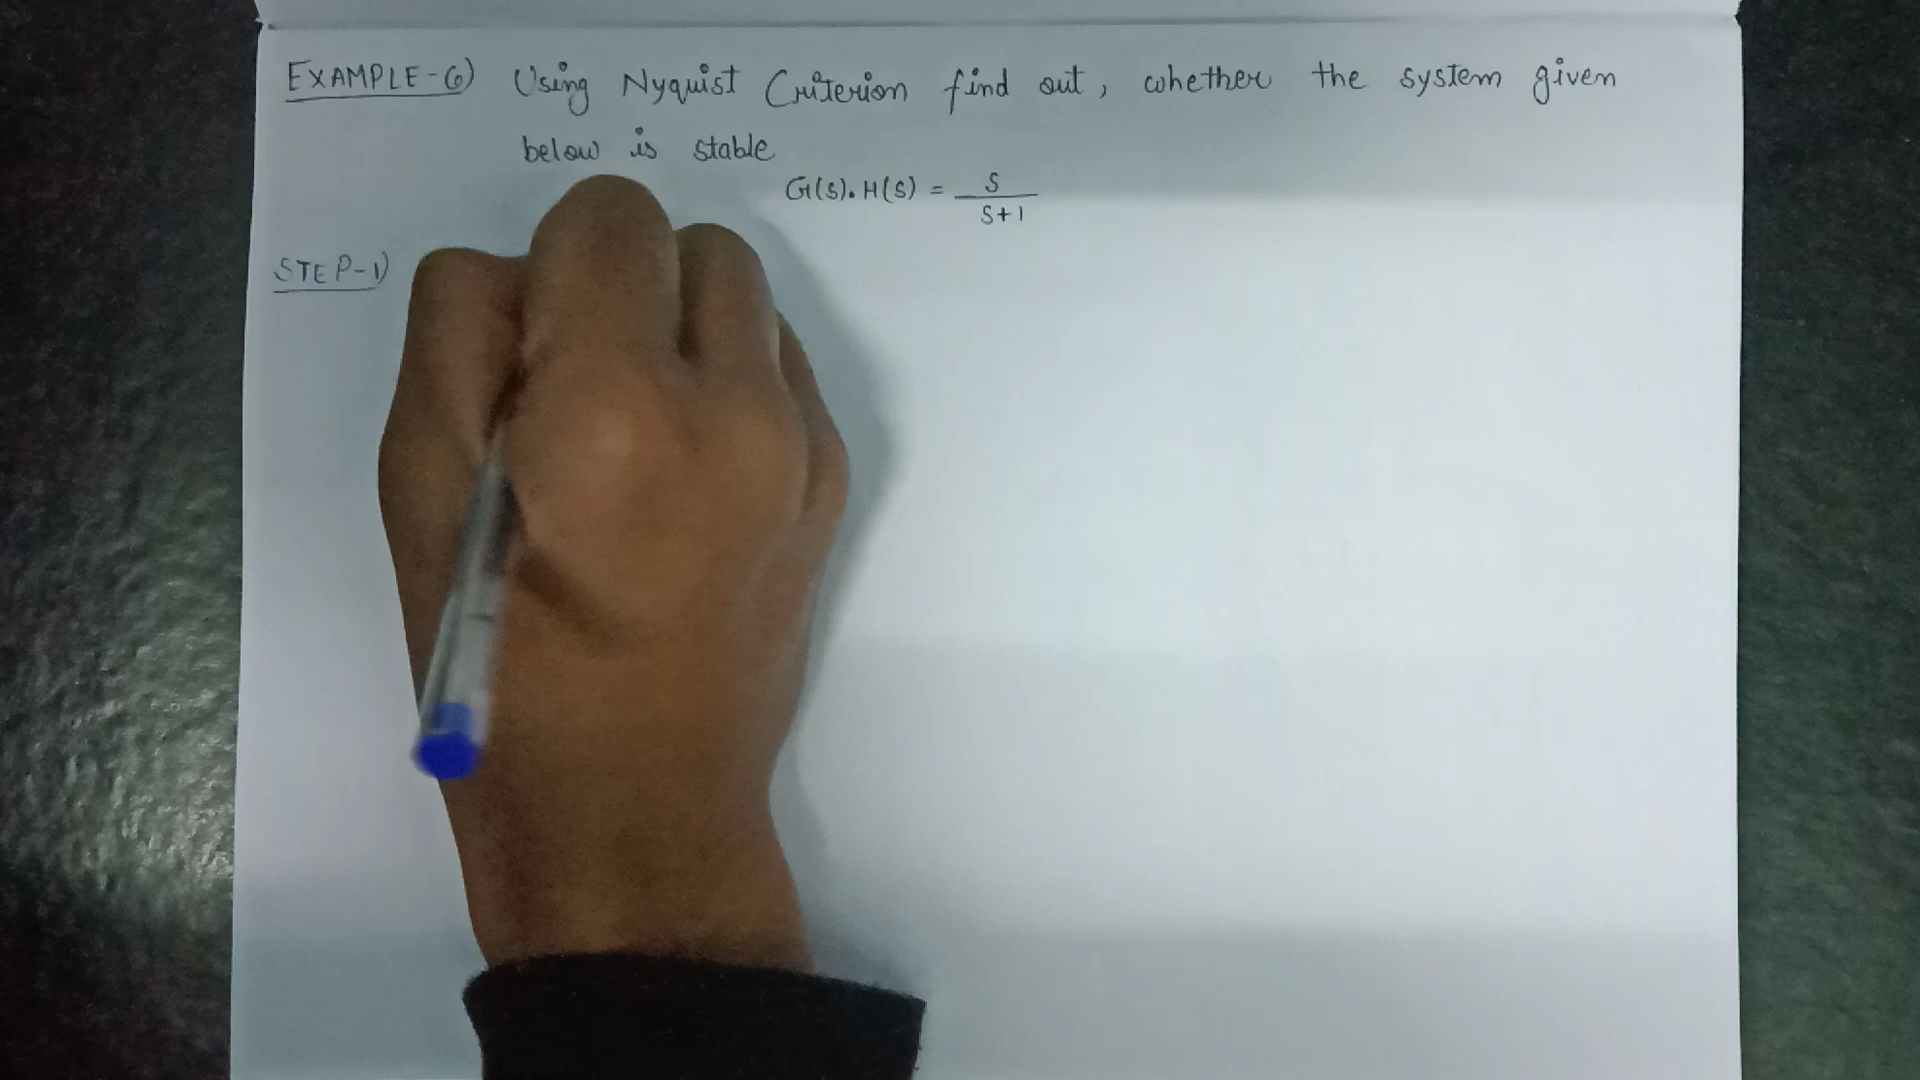 EXAMPLE-6) Using Nyquist Criterion find out, whether the system given
below is stable
G(s).H(s) = s
s+1
STEP-1)